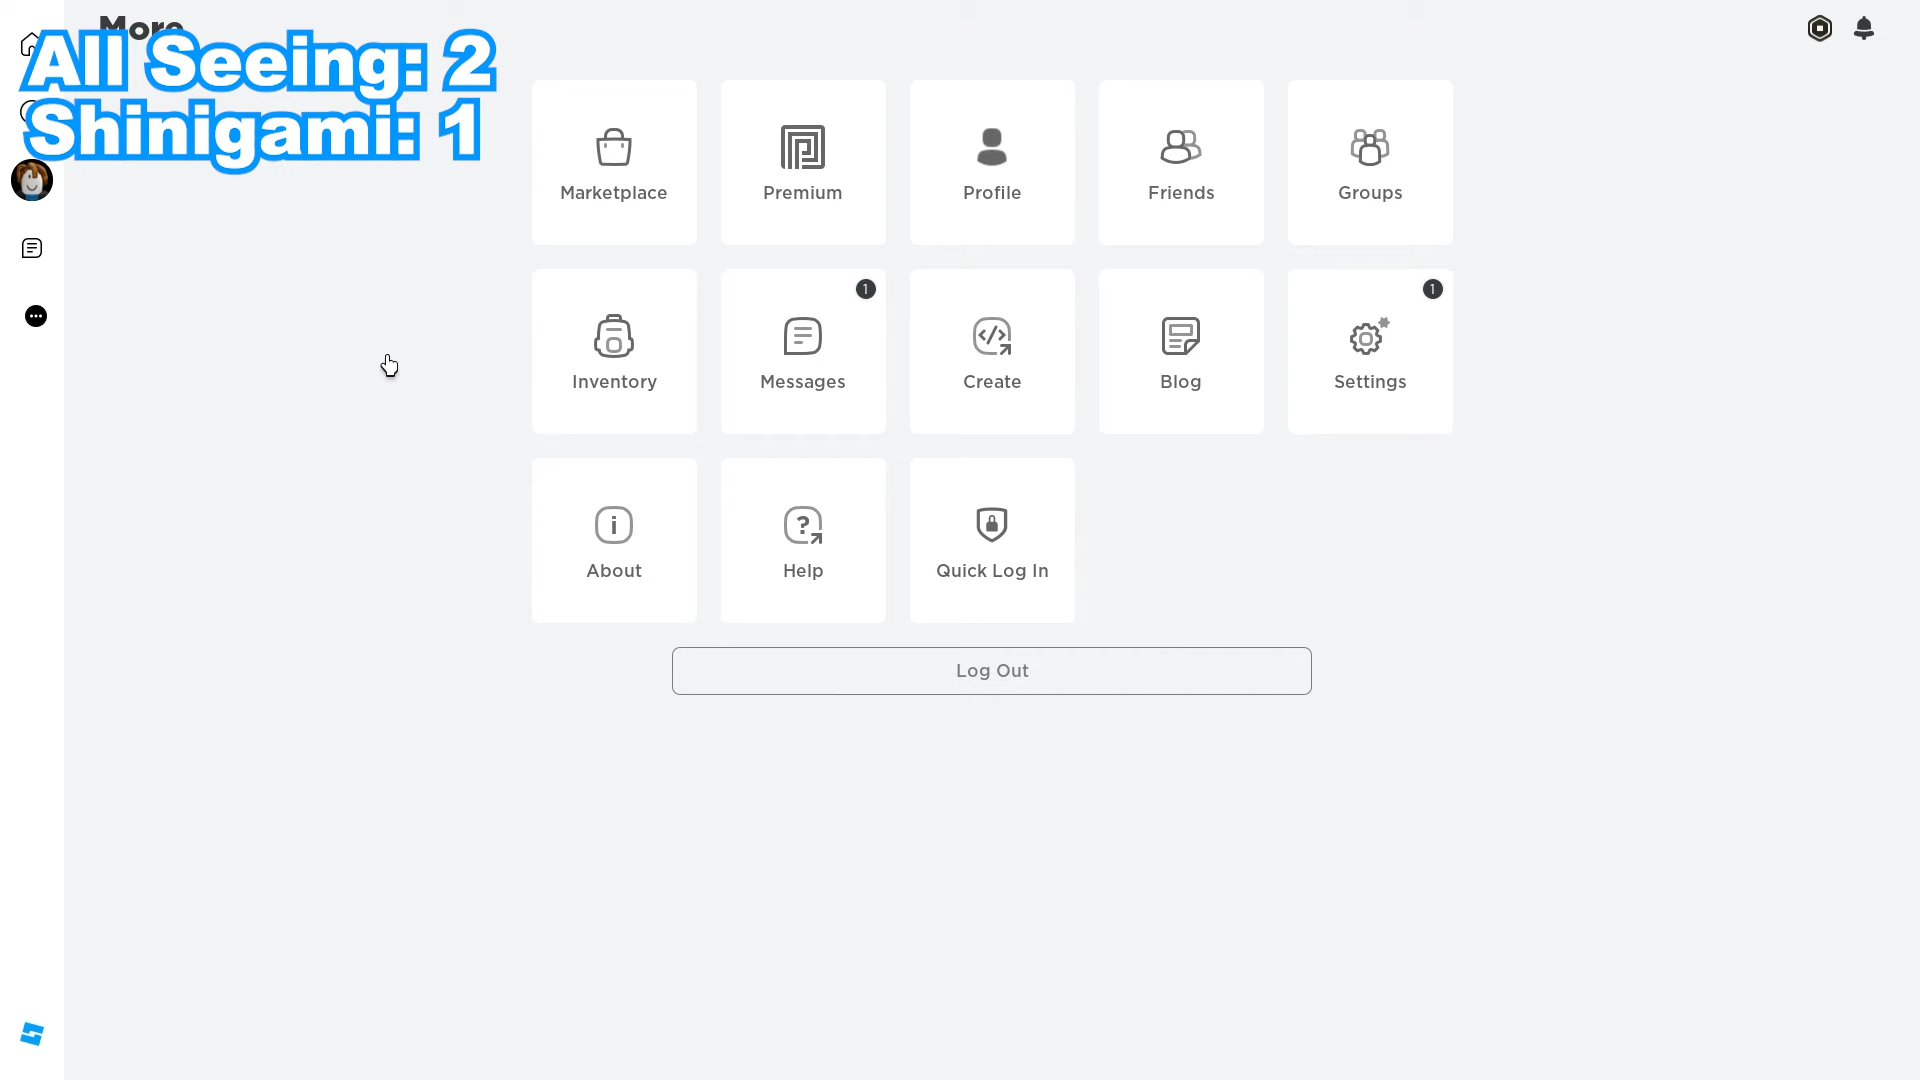 More
All Seeing: 2
Shinigami: 1
Marketplace
Premium
Profile
Friends
Groups
1
1
Inventory
Messages
Create
Blog
Settings
About
Help
Quick Log In
Log Out